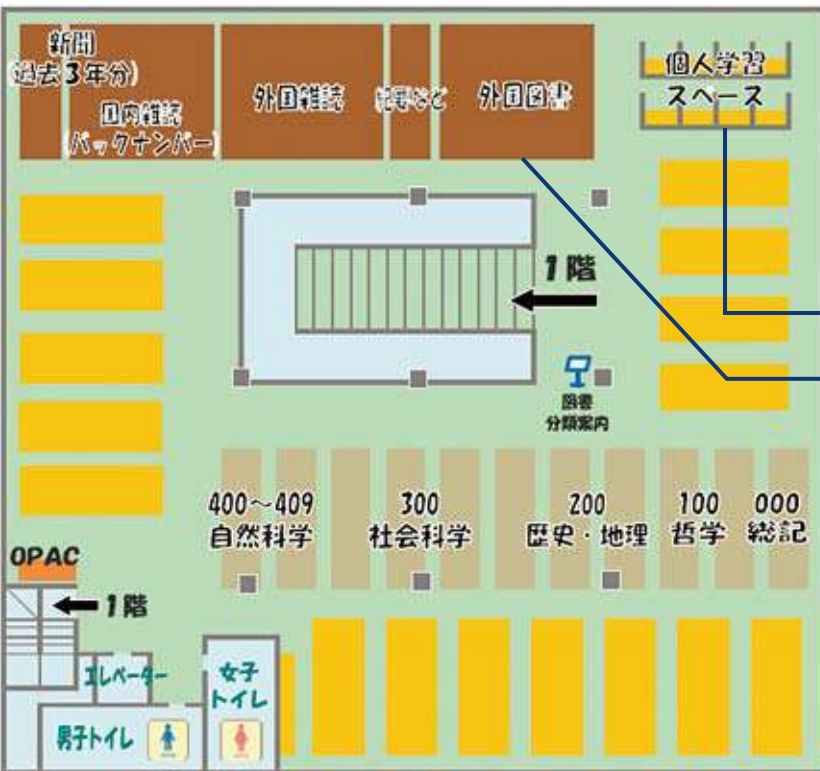 新聞
(過去3年分)
国内雑誌
(バックナンバー)
外国雑誌
紀要など
外国図書
個人学習
スペース
1階
図書
分類案内
400～409
自然科学
300
社会科学
200
歴史・地理
100
哲学
000
総記
OPAC
1階
エレベーター
女子
トイレ
男子トイレ